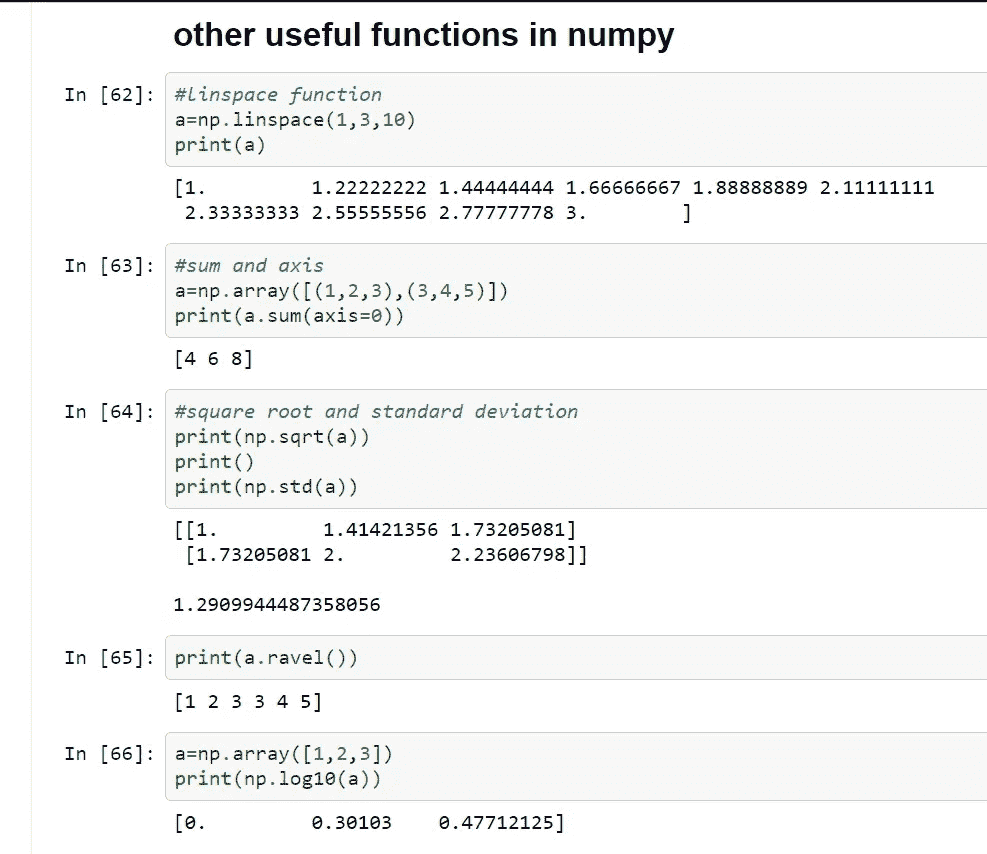 other useful functions in numpy
In [62]:
#linspace function
a=np.linspace(1,3,10)
print(a)
[1.         1.22222222 1.44444444 1.66666667 1.88888889 2.11111111
 2.33333333 2.55555556 2.77777778 3.        ]
In [63]:
#sum and axis
a=np.array([(1,2,3),(3,4,5)])
print(a.sum(axis=0))
[4 6 8]
In [64]:
#square root and standard deviation
print(np.sqrt(a))
print()
print(np.std(a))
[[1.         1.41421356 1.73205081]
 [1.73205081 2.         2.23606798]]
1.2909944487358056
In [65]:
print(a.ravel())
[1 2 3 3 4 5]
In [66]:
a=np.array([1,2,3])
print(np.log10(a))
[0.         0.30103    0.47712125]